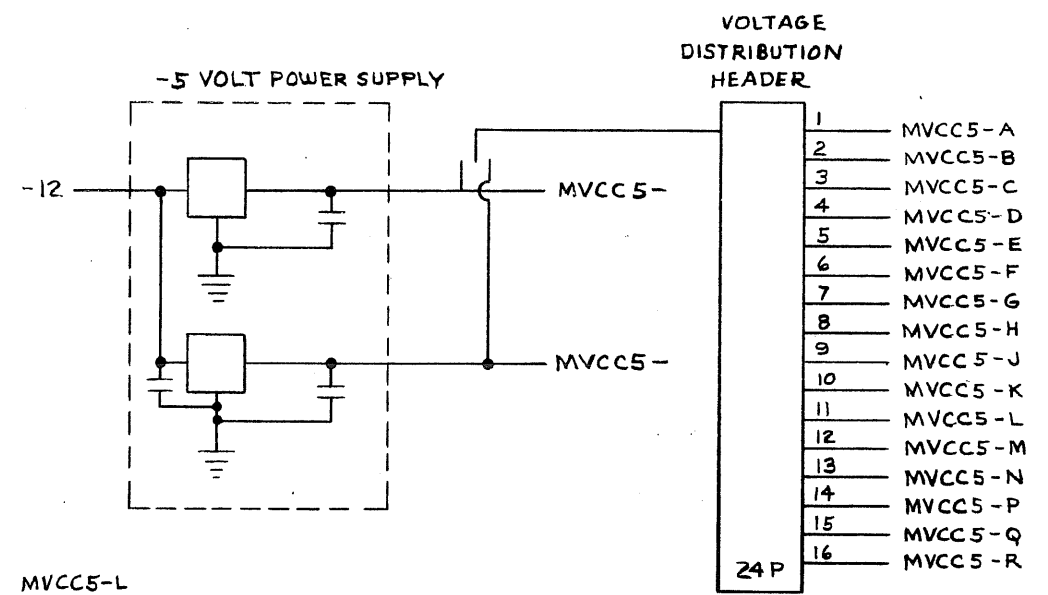 VOLTAGE
DISTRIBUTION
HEADER
-5 VOLT POWER SUPPLY
1 MVCC5-A
2 MVCC5-B
-12 MVCC5- 3 MVCC5-C
4 MVCC5-D
5 MVCC5-E
6 MVCC5-F
7 MVCC5-G
8 MVCC5-H
MVCC5- 9 MVCC5-J
10 MVCC5-K
11 MVCC5-L
12 MVCC5-M
13 MVCC5-N
14 MVCC5-P
15 MVCC5-Q
24P 16 MVCC5-R
MVCC5-L